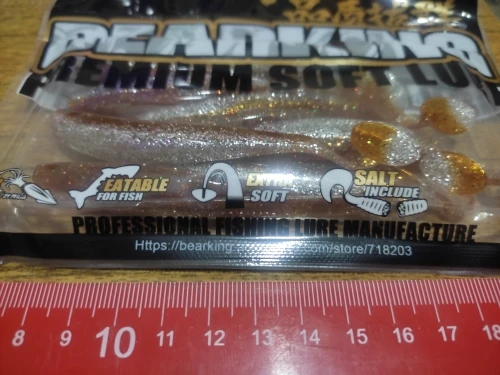 BEARKING
PREMIUM SOFT LURE
EATABLE
FOR FISH
EXTRA
SOFT
SALT
INCLUDE
PROFESSIONAL FISHING LURE MANUFACTURE
Https://bearking com/store/718203
8 9 10 11 12 13 14 15 16 17 18